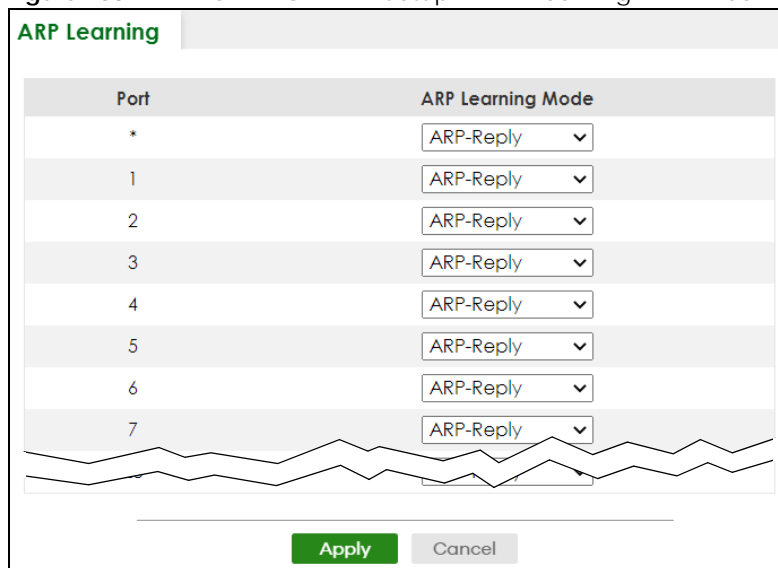 ARP Learning
Port ARP Learning Mode
* ARP-Reply
1 ARP-Reply
2 ARP-Reply
3 ARP-Reply
4 ARP-Reply
5 ARP-Reply
6 ARP-Reply
7 ARP-Reply
Apply Cancel